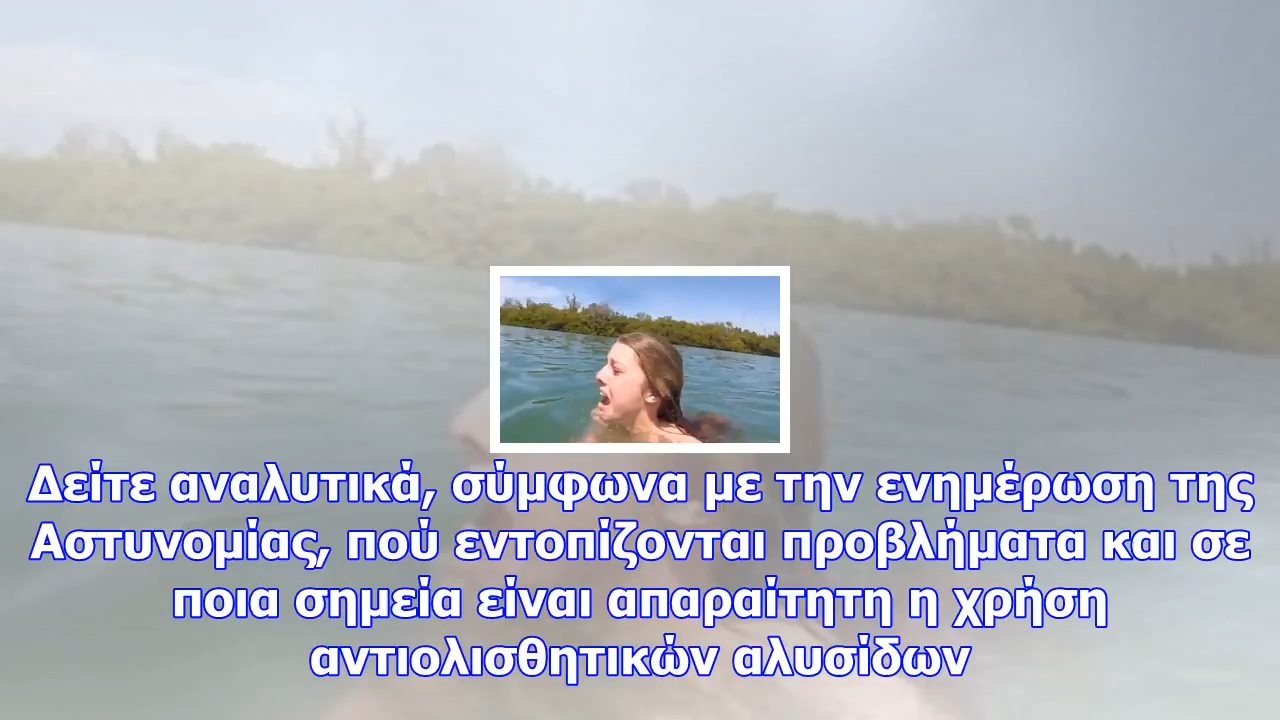 Δείτε αναλυτικά, σύμφωνα με την ενημέρωση της
Αστυνομίας, πού εντοπίζονται προβλήματα και σε
ποια σημεία είναι απαραίτητη η χρήση
αντιολισθητικών αλυσίδων